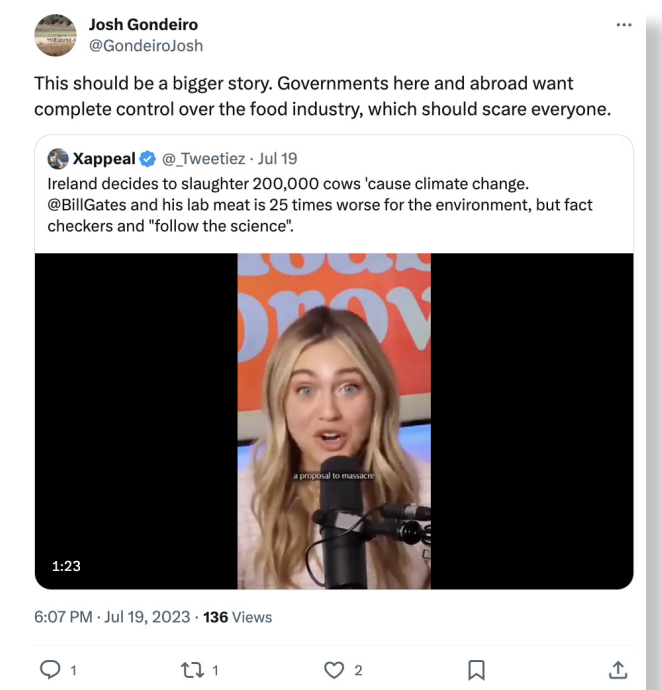 Josh Gondeiro
@GondeiroJosh
This should be a bigger story. Governments here and abroad want
complete control over the food industry, which should scare everyone.
Xappeal @_Tweetiez · Jul 19
Ireland decides to slaughter 200,000 cows 'cause climate change.
@BillGates and his lab meat is 25 times worse for the environment, but fact
checkers and "follow the science".
a proposal to massacre
1:23
6:07 PM · Jul 19, 2023 · 136 Views
1 1 2